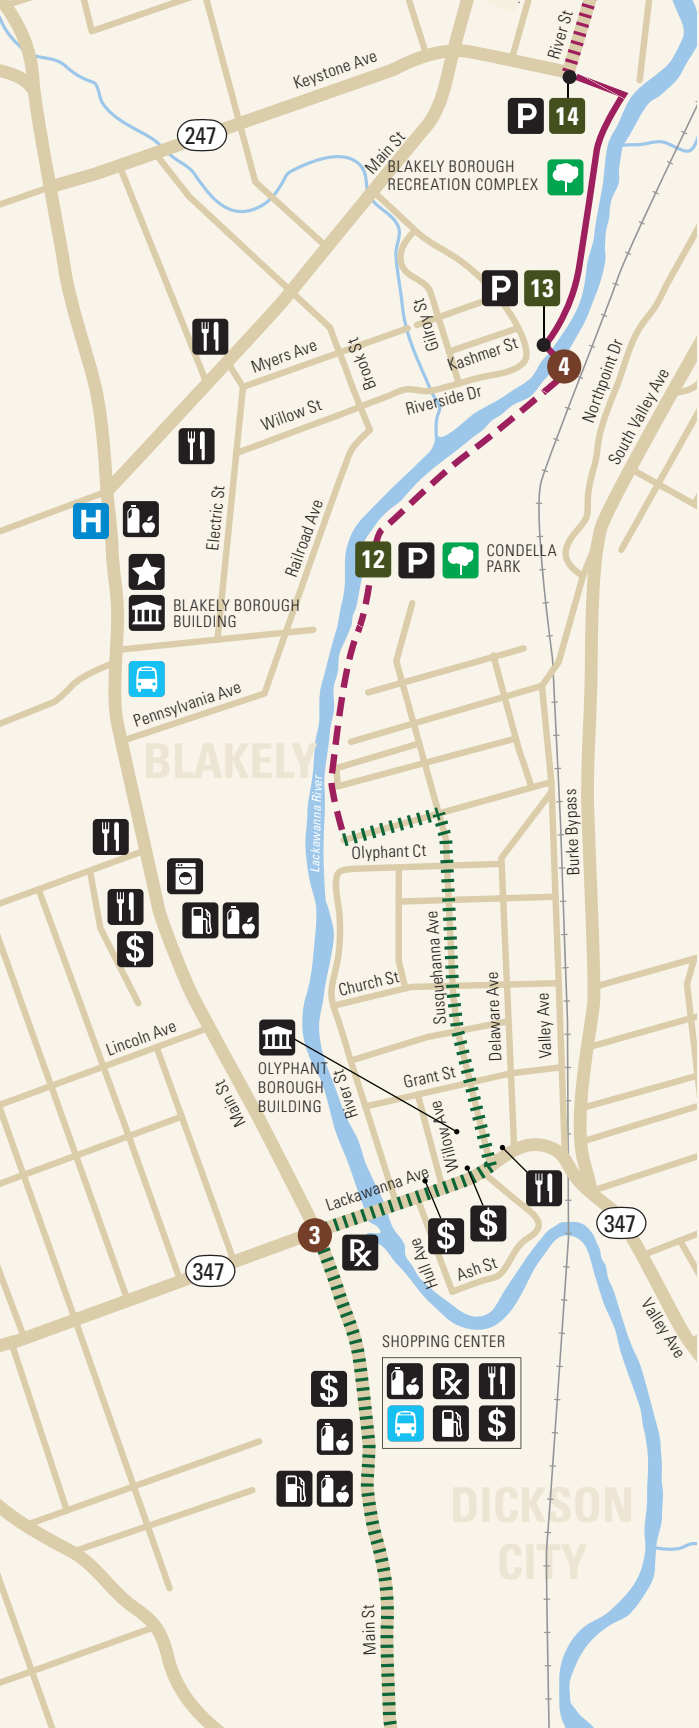 River St
Keystone Ave
P 14
247
Main St
BLAKELY BOROUGH
RECREATION COMPLEX
P 13
Gilroy St
Myers Ave
Brook St
Kashmer St
4
Northpoint Dr
South Valley Ave
Riverside Dr
Willow St
Electric St
Railroad Ave
H
12 P
CONDELLA
PARK
BLAKELY BOROUGH
BUILDING
Pennsylvania Ave
BLAKELY
Lackawanna River
Burke Bypass
Olyphant Ct
$
Susquehanna Ave
Church St
Delaware Ave
Valley Ave
Lincoln Ave
OLYPHANT
BOROUGH
BUILDING
River St
Grant St
Main St
Willow Ave
Lackawanna Ave
3
Rx
$
$
347
347
Hull Ave
Ash St
Valley Ave
SHOPPING CENTER
Rx
$
$
DICKSON
CITY
Main St